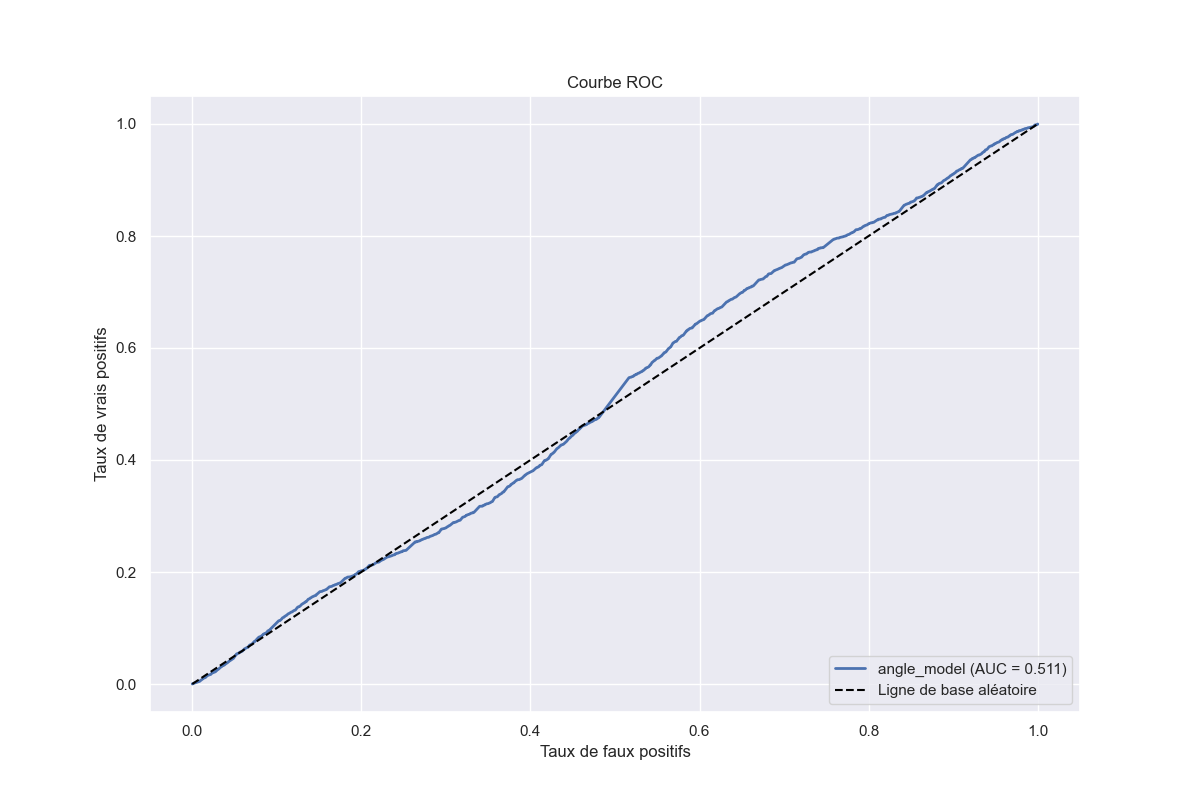 Courbe ROC
1.0
0.8
0.6
0.4
0.2
0.0
Taux de vrais positifs
0.0 0.2 0.4 0.6 0.8 1.0
Taux de faux positifs
angle_model (AUC = 0.511)
Ligne de base aléatoire